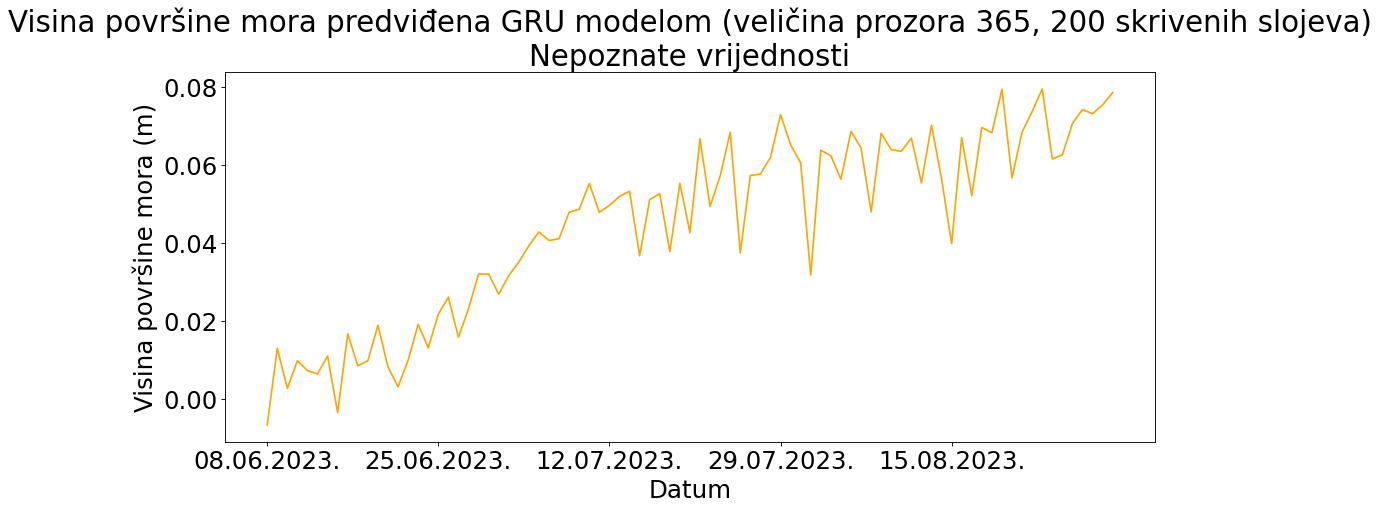 Visina površine mora predviđena GRU modelom (veličina prozora 365, 200 skrivenih slojeva)
Nepoznate vrijednosti
Visina površine mora (m)
0.08
0.06
0.04
0.02
0.00
08.06.2023. 25.06.2023. 12.07.2023. 29.07.2023. 15.08.2023.
Datum